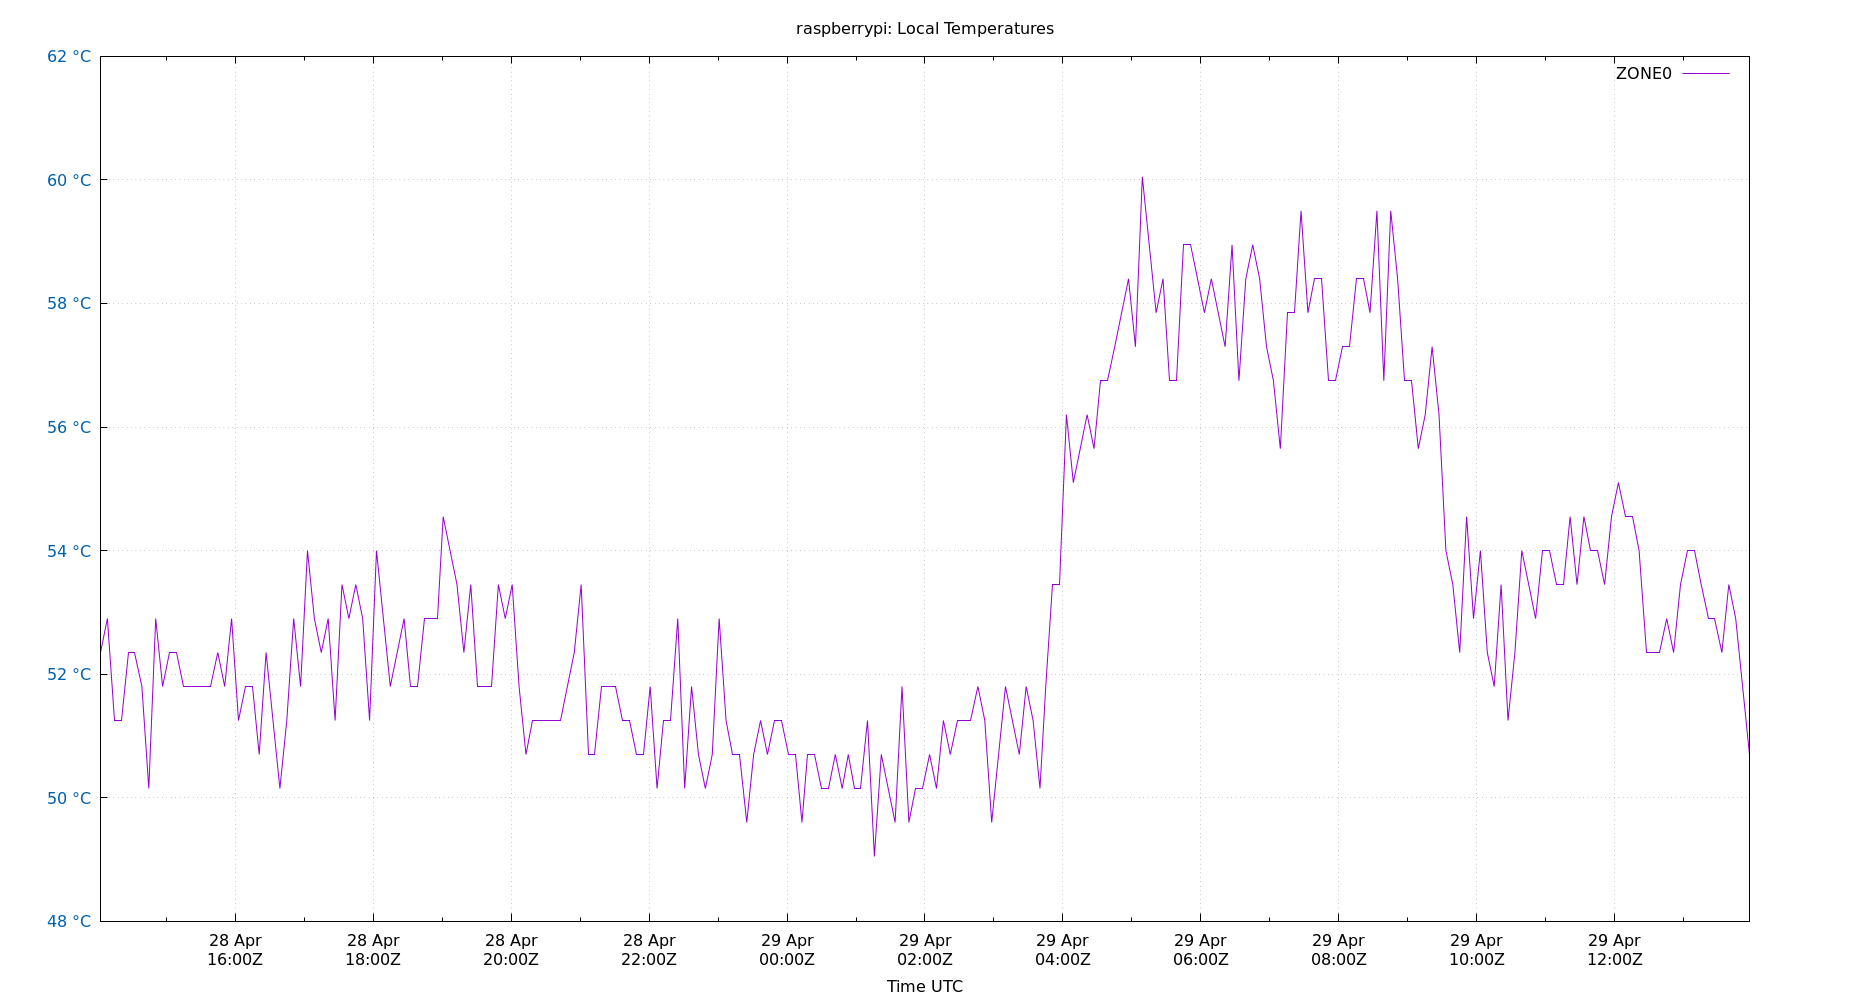 raspberrypi: Local Temperatures
62 °C
ZONE0
60 °C
58 °C
56 °C
54 °C
52 °C
50 °C
48 °C
28 Apr 28 Apr 28 Apr 28 Apr 29 Apr 29 Apr 29 Apr 29 Apr 29 Apr 29 Apr 29 Apr
16:00Z 18:00Z 20:00Z 22:00Z 00:00Z 02:00Z 04:00Z 06:00Z 08:00Z 10:00Z 12:00Z
Time UTC